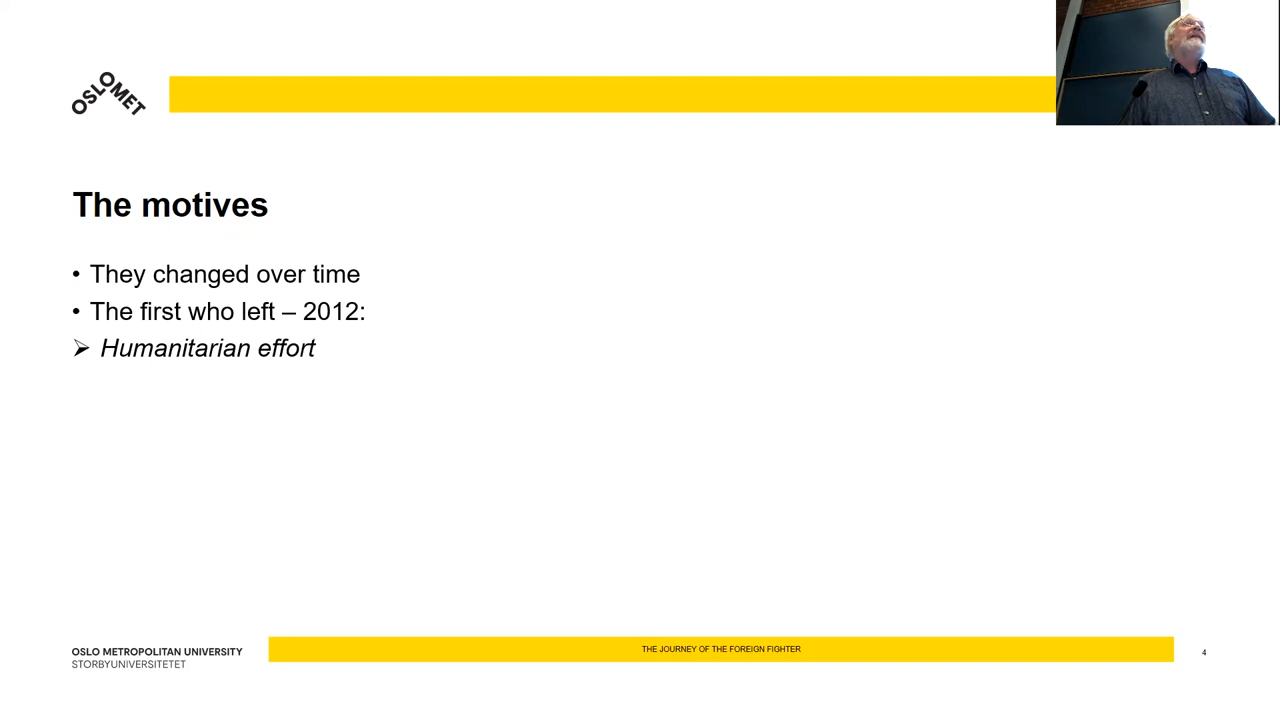 OSLOMET
The motives
• They changed over time
• The first who left – 2012:
➢ Humanitarian effort
OSLO METROPOLITAN UNIVERSITY
STORBYUNIVERSITETET
THE JOURNEY OF THE FOREIGN FIGHTER
4